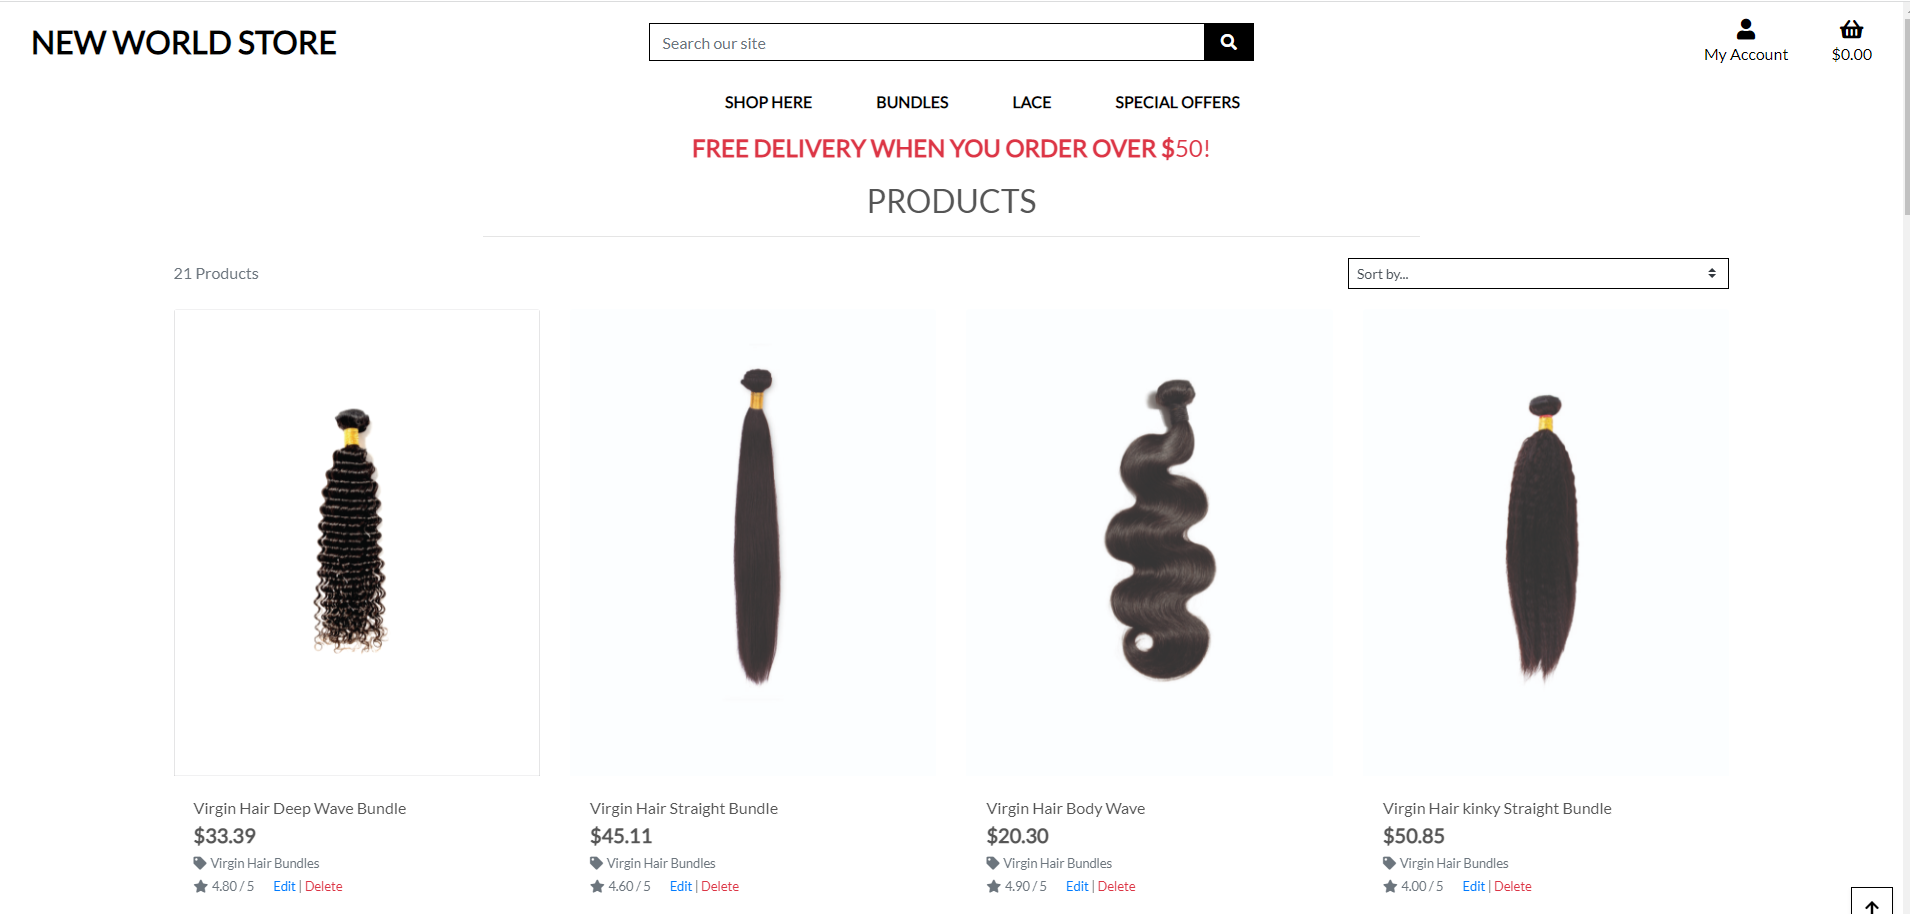 NEW WORLD STORE
Search our site
My Account
$0.00
SHOP HERE
BUNDLES
LACE
SPECIAL OFFERS
FREE DELIVERY WHEN YOU ORDER OVER $50!
PRODUCTS
21 Products
Sort by...
Virgin Hair Deep Wave Bundle
$33.39
Virgin Hair Bundles
4.80 / 5 Edit | Delete
Virgin Hair Straight Bundle
$45.11
Virgin Hair Bundles
4.60 / 5 Edit | Delete
Virgin Hair Body Wave
$20.30
Virgin Hair Bundles
4.90 / 5 Edit | Delete
Virgin Hair kinky Straight Bundle
$50.85
Virgin Hair Bundles
4.00 / 5 Edit | Delete